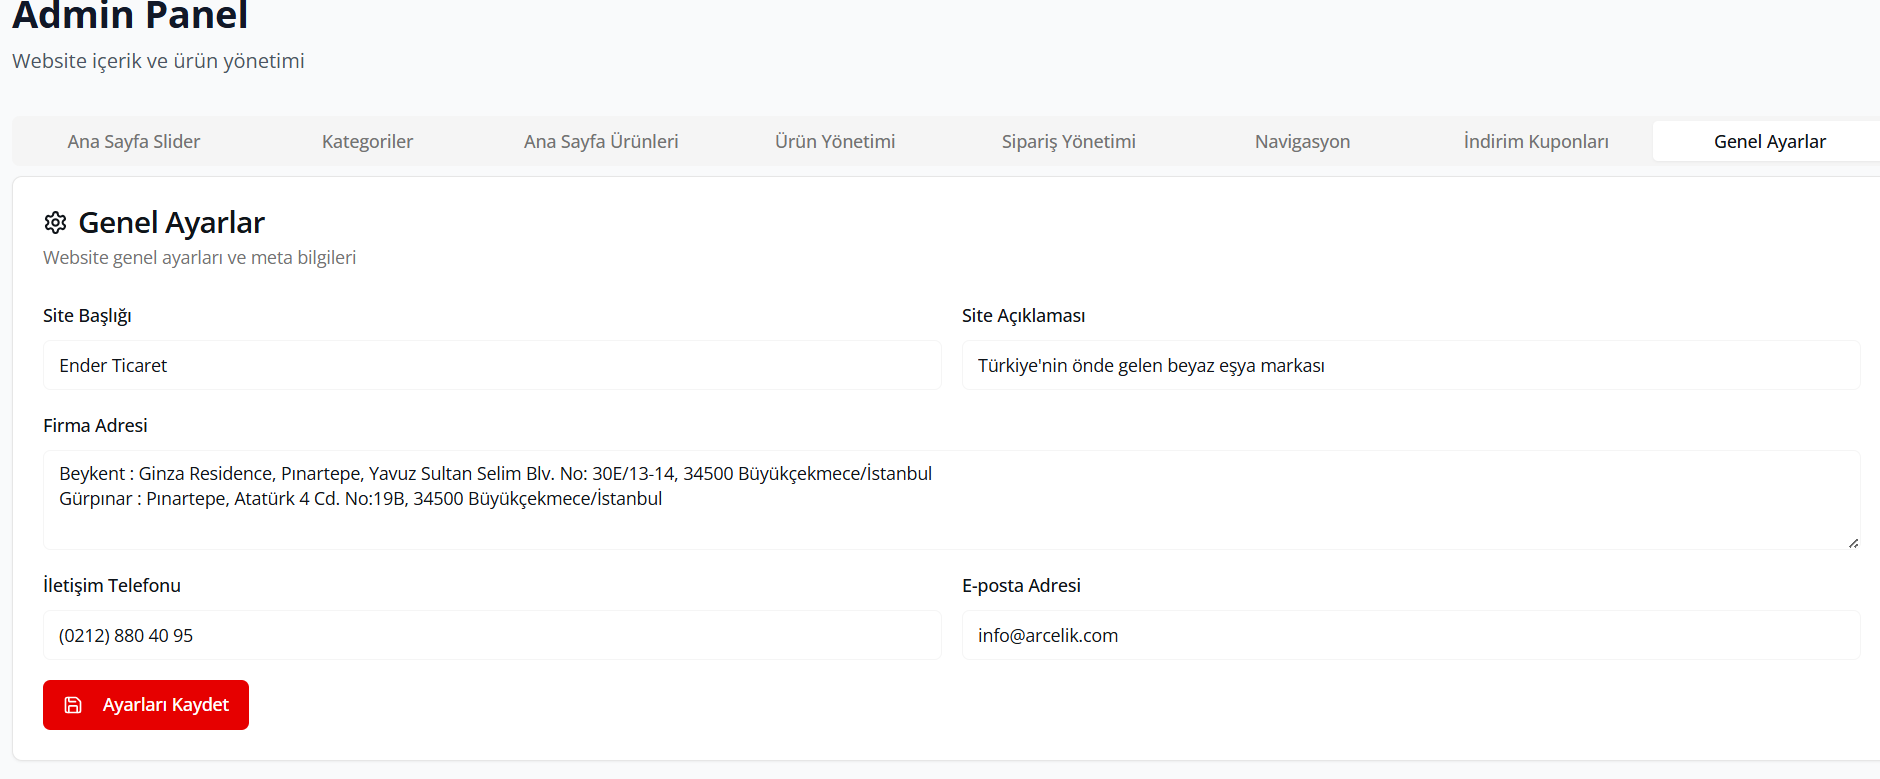 Admin Panel
Website içerik ve ürün yönetimi
Ana Sayfa Slider
Kategoriler
Ana Sayfa Ürünleri
Ürün Yönetimi
Sipariş Yönetimi
Navigasyon
İndirim Kuponları
Genel Ayarlar
Genel Ayarlar
Website genel ayarları ve meta bilgileri
Site Başlığı
Ender Ticaret
Site Açıklaması
Türkiye'nin önde gelen beyaz eşya markası
Firma Adresi
Beykent : Ginza Residence, Pınartepe, Yavuz Sultan Selim Blv. No: 30E/13-14, 34500 Büyükçekmece/İstanbul
Gürpınar : Pınartepe, Atatürk 4 Cd. No:19B, 34500 Büyükçekmece/İstanbul
İletişim Telefonu
(0212) 880 40 95
E-posta Adresi
info@arcelik.com
Ayarları Kaydet